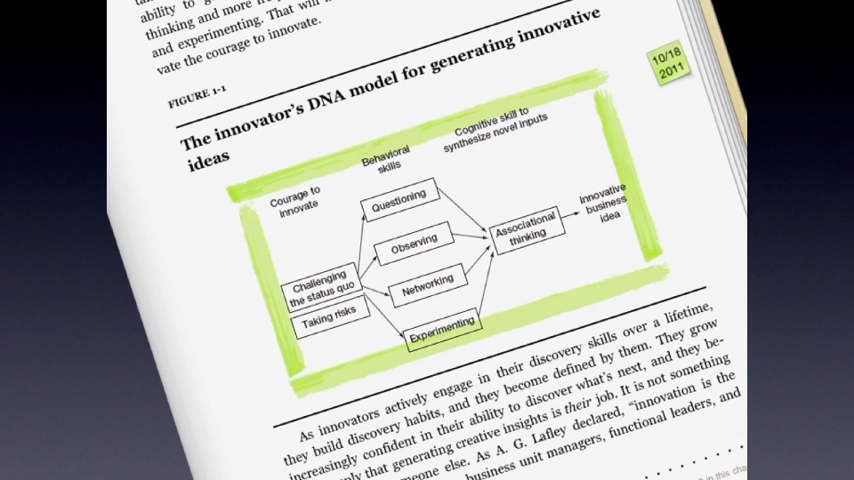 ability to
thinking and more
and experimenting. That will
vate the courage to innovate.
FIGURE 1-1
The innovator's DNA model for generating innovative
ideas
10/18
2011
Courage to
innovate
Behavioral
skills
Cognitive skill to
synthesize novel inputs
Challenging
the status quo
Taking risks
Questioning
Observing
Networking
Experimenting
Associational
thinking
Innovative
business
idea
As innovators actively engage in their discovery skills over a lifetime,
they build discovery habits, and they become defined by them. They grow
increasingly confident in their ability to discover what's next, and they be-
that generating creative insights is their job. It is not something
else. As A. G. Lafley declared, "innovation is the
business unit managers, functional leaders, and
in this cha